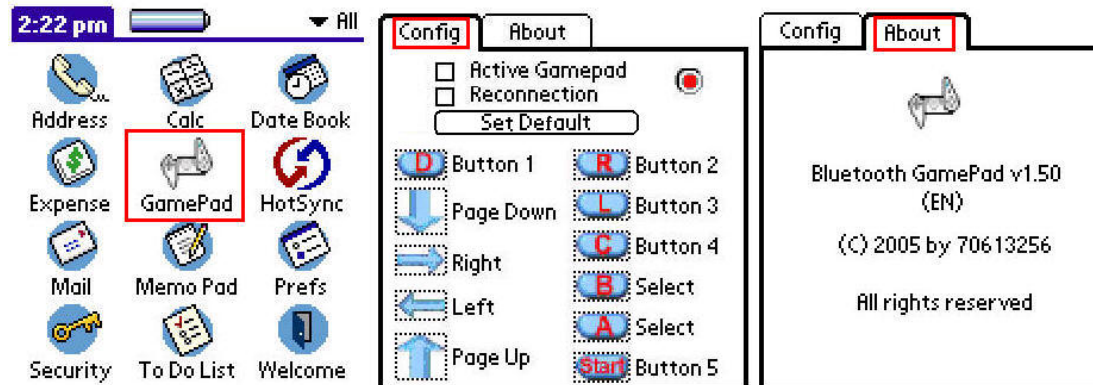 2:22 pm All
Address Calc Date Book
Expense GamePad HotSync
Mail Memo Pad Prefs
Security To Do List Welcome
Config About
Active Gamepad
Reconnection
Set Default
D Button 1
Page Down
Right
Left
Page Up
R Button 2
L Button 3
C Button 4
B Select
A Select
Start Button 5
Config About
Bluetooth GamePad v1.50
(EN)
(C) 2005 by 70613256
All rights reserved